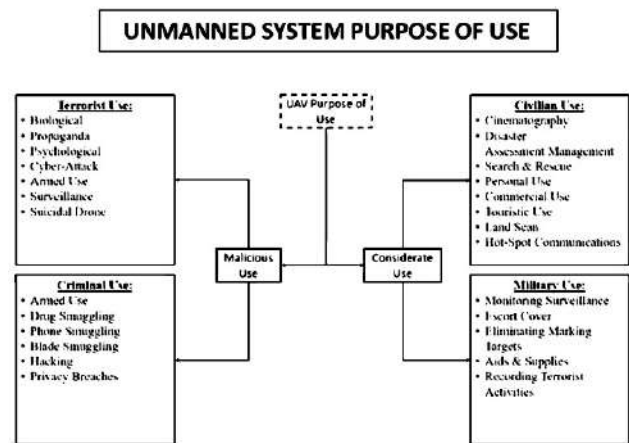 UNMANNED SYSTEM PURPOSE OF USE
UAV Purpose of
Use
Terrorist Use:
• Biological
• Propaganda
• Psychological
• Cyber-Attack
• Armed Use
• Surveillance
• Suicidal Drone
Civilian Use:
• Cinematography
• Disaster
Assessment Management
• Search & Rescue
• Personal Use
• Commercial Use
• Touristic Use
• Land Scan
• Hot-Spot Communications
Malicious
Use
Considerate
Use
Criminal Use:
• Armed Use
• Drug Smuggling
• Phone Smuggling
• Blade Smuggling
• Hacking
• Privacy Breaches
Military Use:
• Monitoring Surveillance
• Escort Cover
• Eliminating Marking
Targets
• Aids & Supplies
• Recording Terrorist
Activities